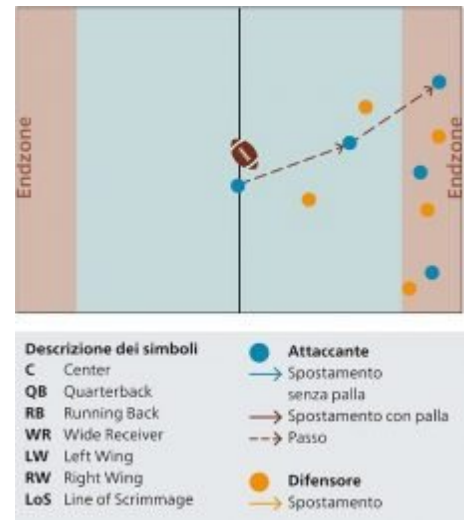 Endzone
Endzone
Descrizione dei simboli
C Center
QB Quarterback
RB Running Back
WR Wide Receiver
LW Left Wing
RW Right Wing
LoS Line of Scrimmage
Attaccante
Spostamento
senza palla
Spostamento con palla
Passo
Difensore
Spostamento